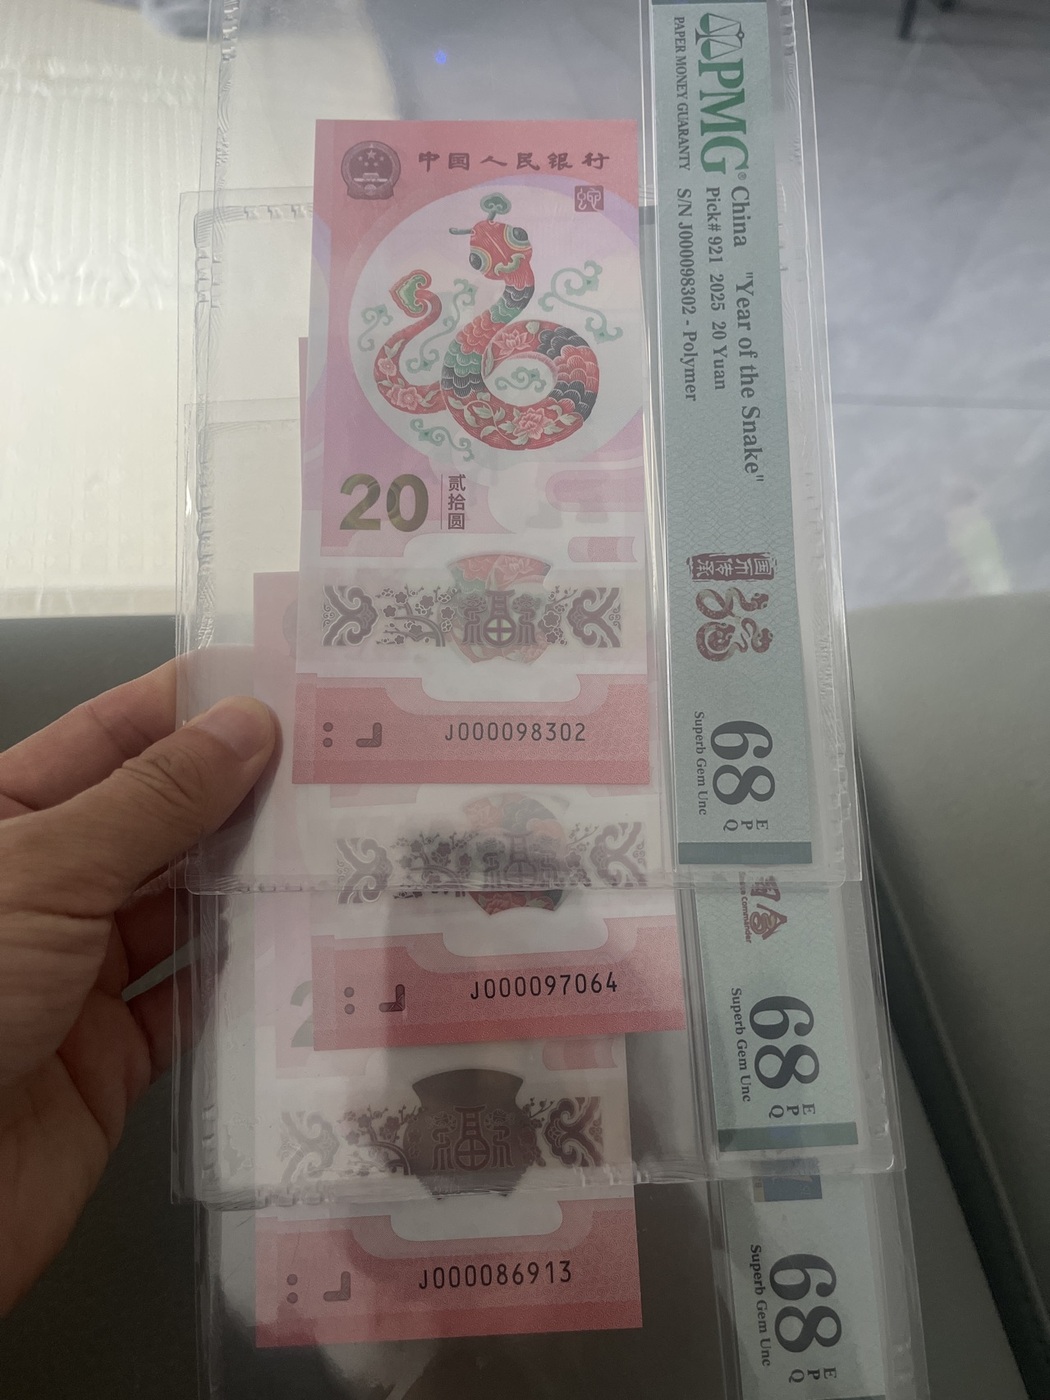 中国人民银行
20
贰拾圆
福
J000098302
PMG®
PAPER MONEY GUARANTY
China "Year of the Snake"
Pick# 921 2025 20 Yuan
S/N J000098302 - Polymer
68
EPQ
Superb Gem Unc
J000097064
68
EPQ
Superb Gem Unc
福
J000086913
68
EPQ
Superb Gem Unc